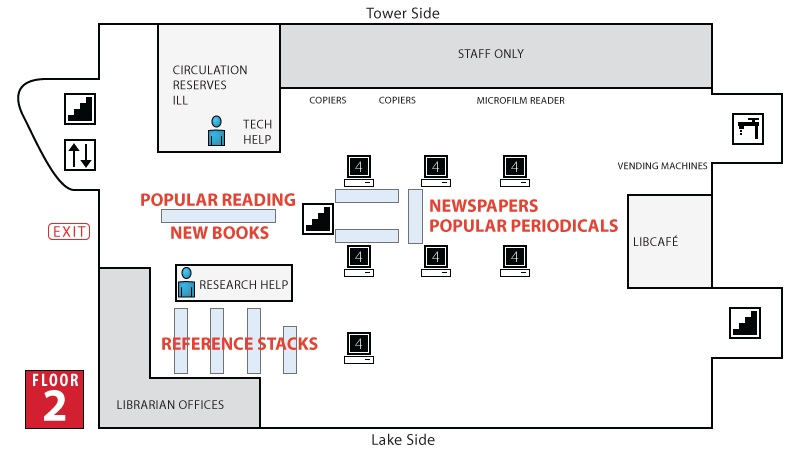 Tower Side
STAFF ONLY
CIRCULATION
RESERVES
ILL
TECH
HELP
COPIERS
COPIERS
MICROFILM READER
VENDING MACHINES
4
4
4
POPULAR READING
NEW BOOKS
NEWSPAPERS
POPULAR PERIODICALS
EXIT
LIBCAFÉ
4
4
4
RESEARCH HELP
REFERENCE STACKS
4
FLOOR
2
LIBRARIAN OFFICES
Lake Side